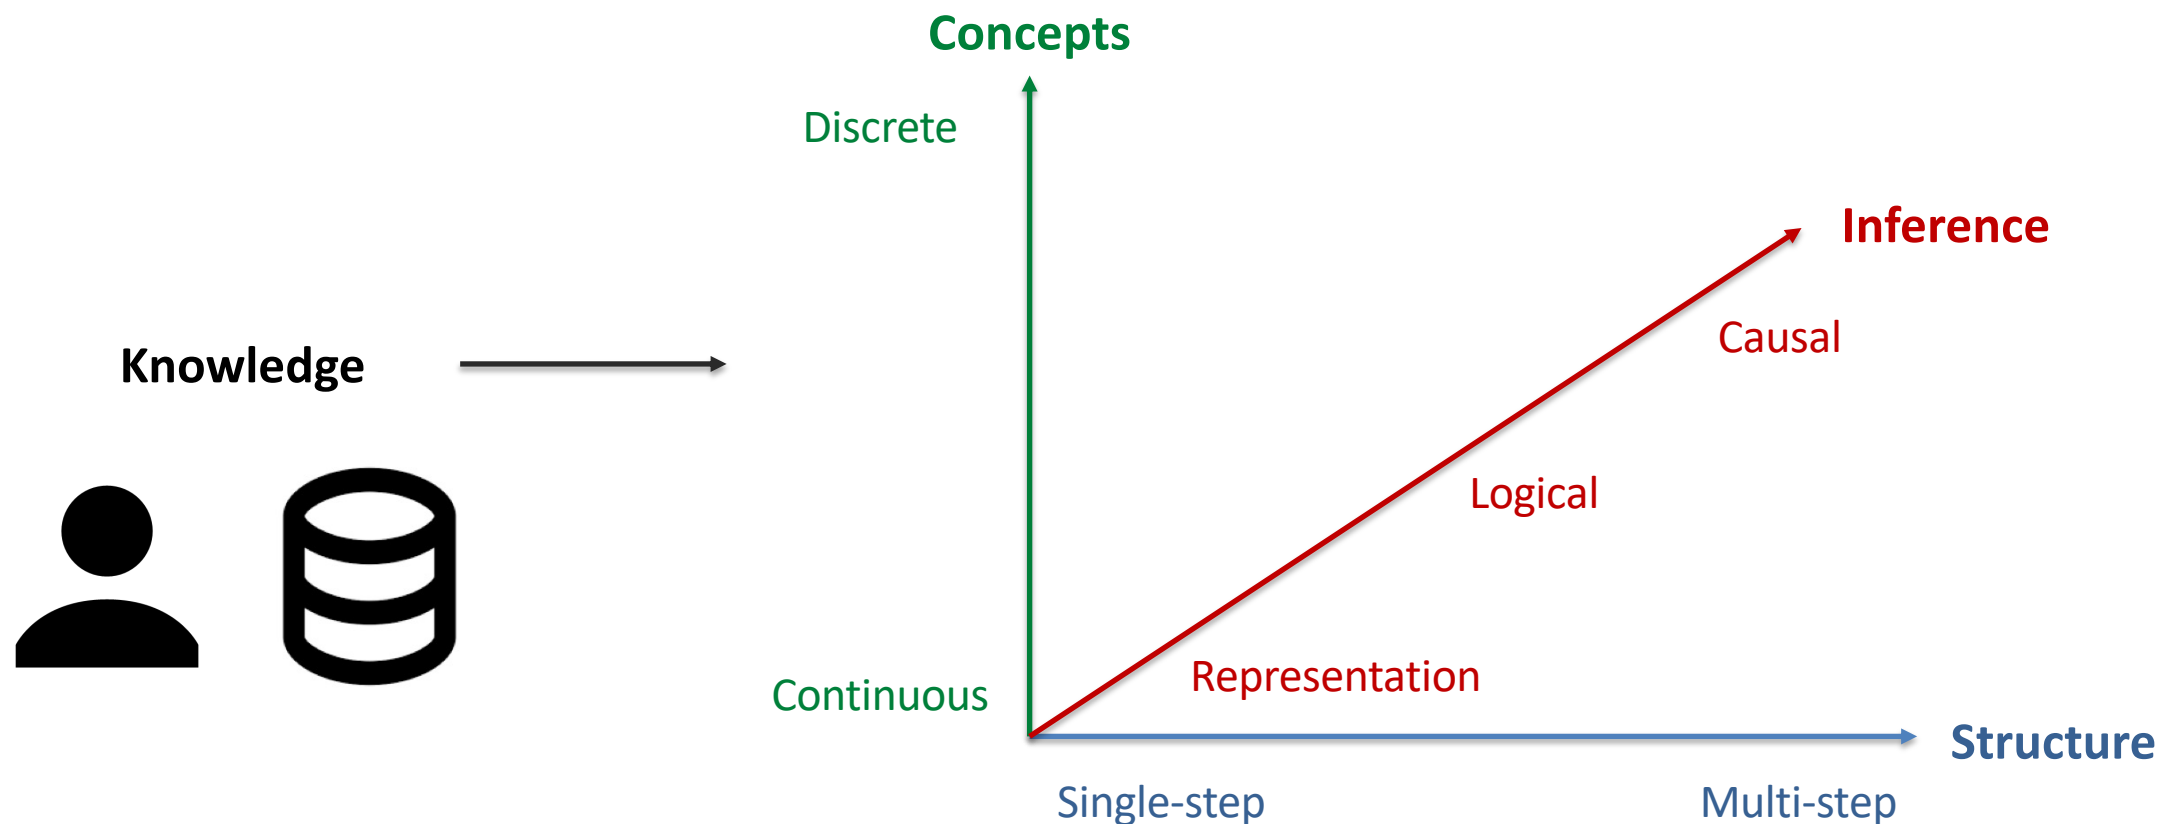 Concepts
Discrete
Inference
Causal
Knowledge
Logical
Representation
Continuous
Structure
Single-step
Multi-step